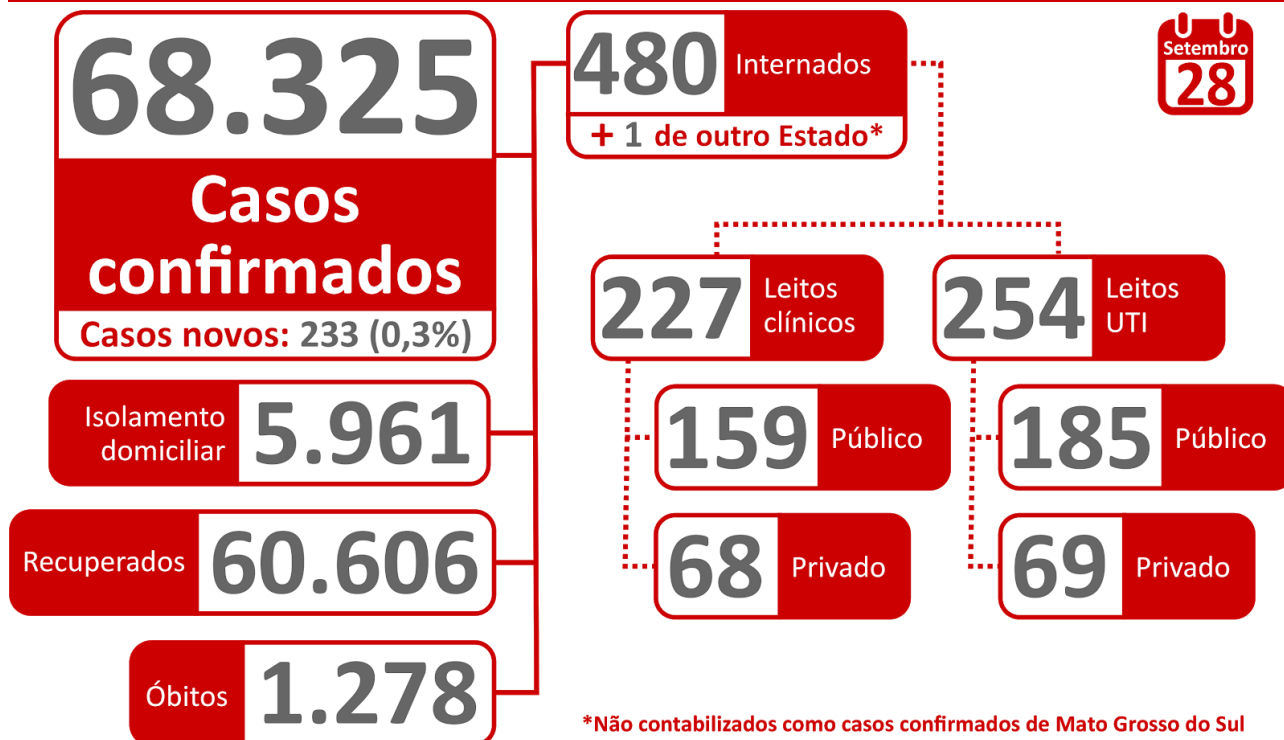 68.325
Casos
confirmados
Casos novos: 233 (0,3%)
Isolamento
domiciliar
5.961
Recuperados
60.606
Óbitos
1.278
480
Internados
+ 1 de outro Estado*
Setembro
28
227
Leitos
clínicos
159
Público
68
Privado
254
Leitos
UTI
185
Público
69
Privado
*Não contabilizados como casos confirmados de Mato Grosso do Sul